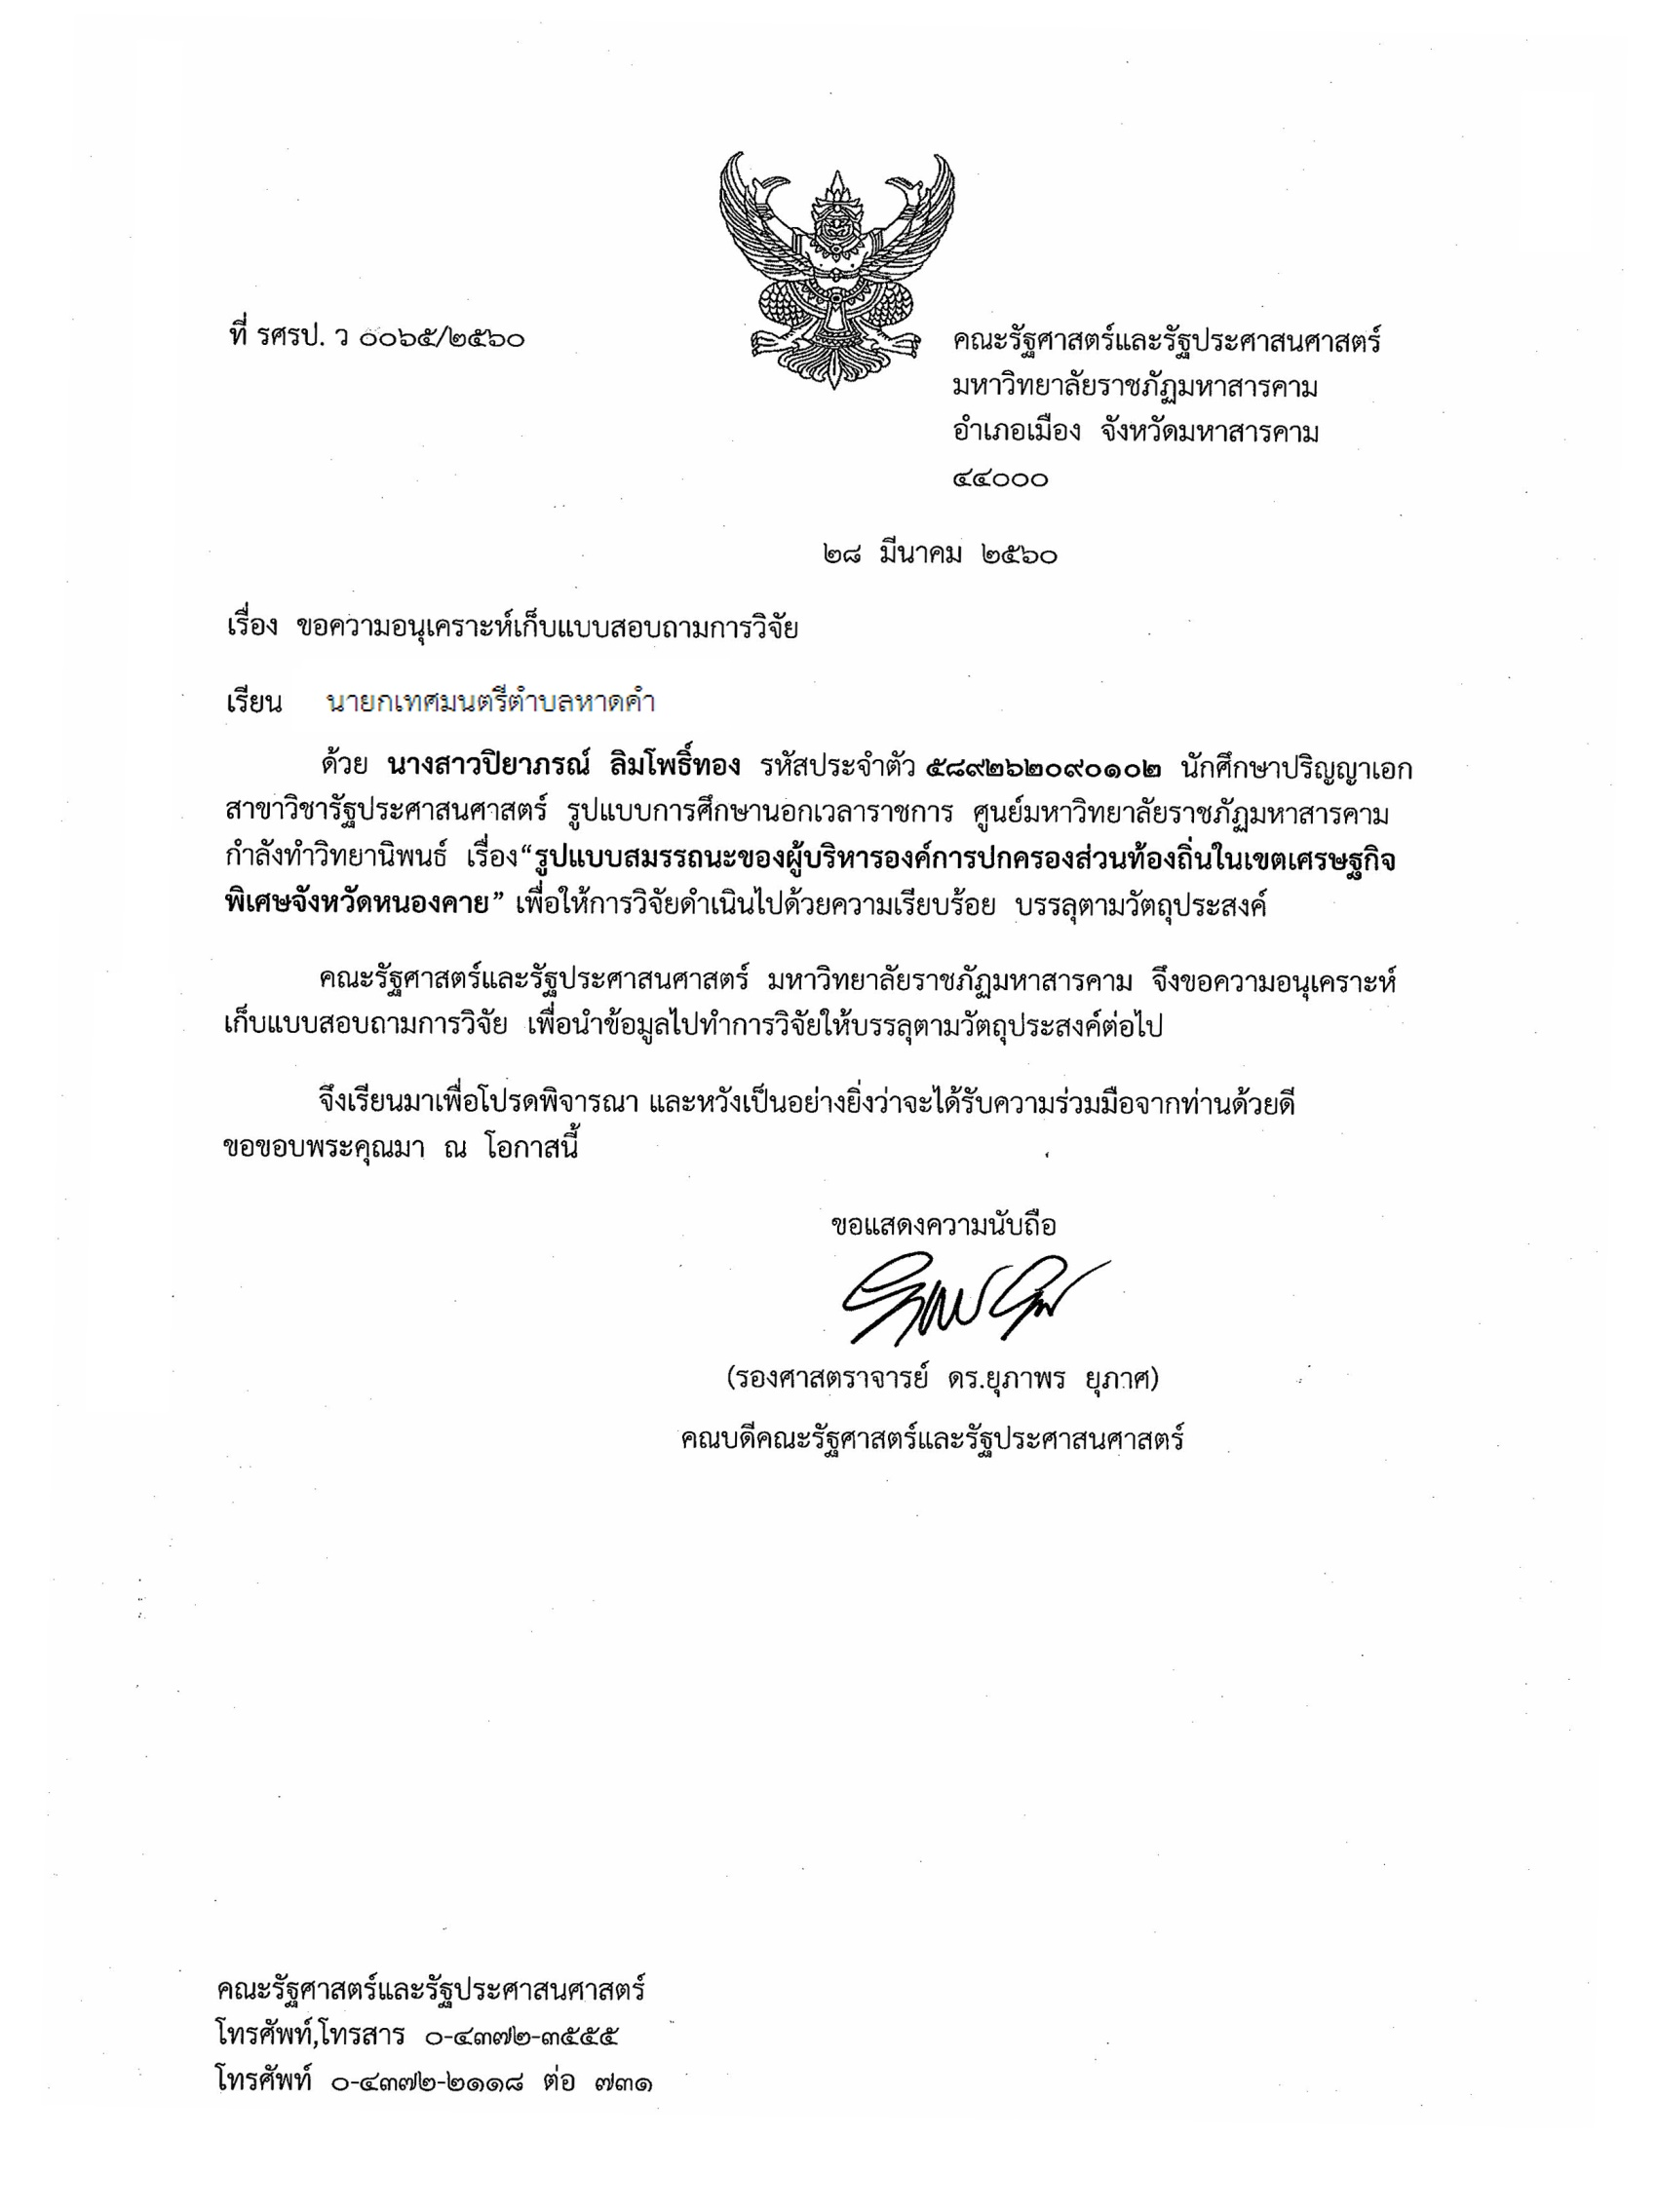 ที่ รศรป. ว ๐๐๖๕/๒๕๖๐
คณะรัฐศาสตร์และรัฐประศาสนศาสตร์
มหาวิทยาลัยราชภัฏมหาสารคาม
อำเภอเมือง จังหวัดมหาสารคาม
๔๔๐๐๐
๒๘ มีนาคม ๒๕๖๐
เรื่อง ขอความอนุเคราะห์เก็บแบบสอบถามการวิจัย
เรียน นายกเทศมนตรีตำบลหาดคำ
ด้วย นางสาวปิยาภรณ์ ลิมโพธิ์ทอง รหัสประจำตัว ๕๘๙๒๖๒๐๙๐๑๐๒ นักศึกษาปริญญาเอก
สาขาวิชารัฐประศาสนศาสตร์ รูปแบบการศึกษานอกเวลาราชการ ศูนย์มหาวิทยาลัยราชภัฏมหาสารคาม
กำลังทำวิทยานิพนธ์ เรื่อง“รูปแบบสมรรถนะของผู้บริหารองค์การปกครองส่วนท้องถิ่นในเขตเศรษฐกิจ
พิเศษจังหวัดหนองคาย” เพื่อให้การวิจัยดำเนินไปด้วยความเรียบร้อย บรรลุตามวัตถุประสงค์
คณะรัฐศาสตร์และรัฐประศาสนศาสตร์ มหาวิทยาลัยราชภัฏมหาสารคาม จึงขอความอนุเคราะห์
เก็บแบบสอบถามการวิจัย เพื่อนำข้อมูลไปทำการวิจัยให้บรรลุตามวัตถุประสงค์ต่อไป
จึงเรียนมาเพื่อโปรดพิจารณา และหวังเป็นอย่างยิ่งว่าจะได้รับความร่วมมือจากท่านด้วยดี
ขอขอบพระคุณมา ณ โอกาสนี้
ขอแสดงความนับถือ
(รองศาสตราจารย์ ดร.ยุภาพร ยุภาศ)
คณบดีคณะรัฐศาสตร์และรัฐประศาสนศาสตร์
คณะรัฐศาสตร์และรัฐประศาสนศาสตร์
โทรศัพท์,โทรสาร ๐-๔๓๗๒-๓๕๕๕
โทรศัพท์ ๐-๔๓๗๒-๒๑๑๘ ต่อ ๗๓๑